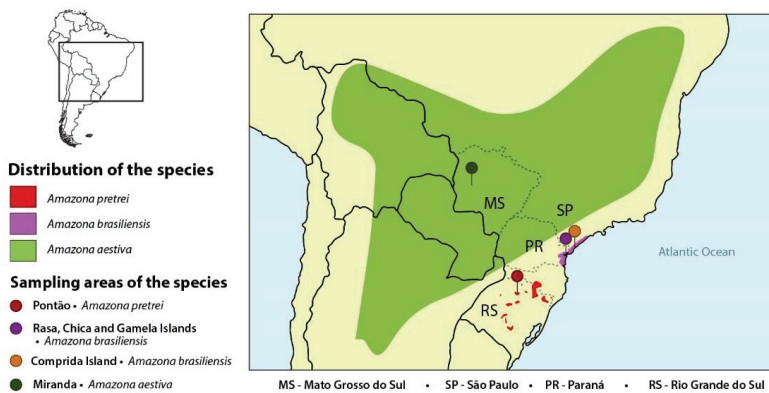 Distribution of the species
Amazona pretrei
Amazona brasiliensis
Amazona aestiva
Sampling areas of the species
Pontão • Amazona pretrei
Rasa, Chica and Gamela Islands
• Amazona brasiliensis
Comprida Island • Amazona brasiliensis
Miranda • Amazona aestiva
MS
SP
PR
RS
Atlantic Ocean
MS - Mato Grosso do Sul • SP - São Paulo • PR - Paraná • RS - Rio Grande do Sul